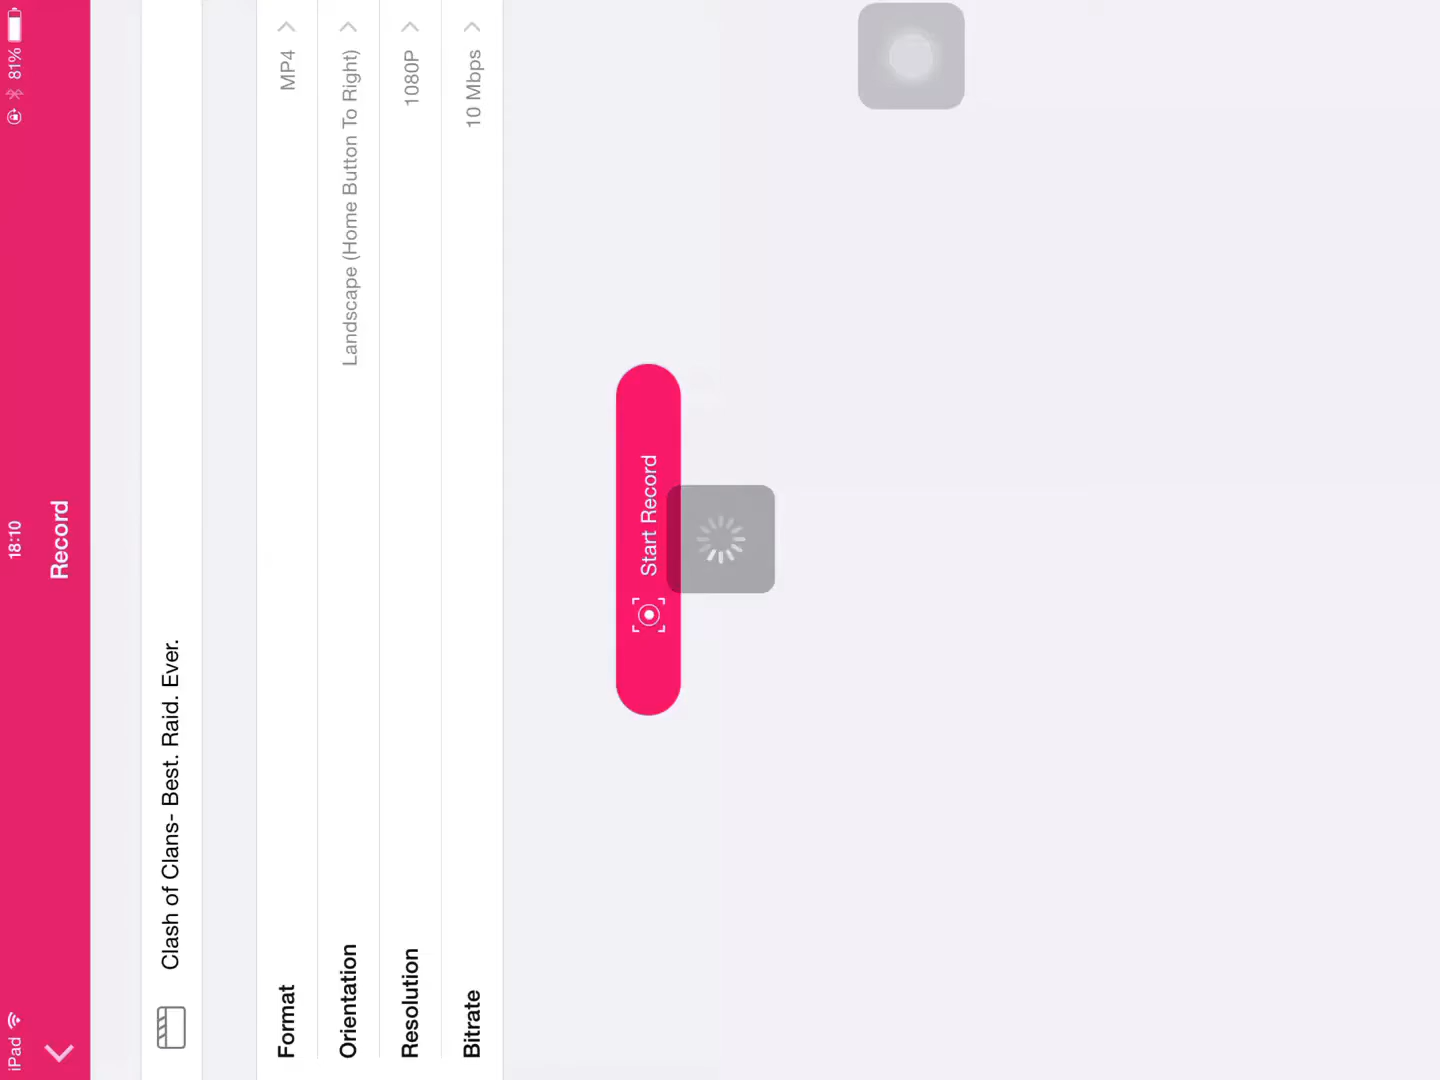 iPad
18:10
81%
Record
Clash of Clans- Best. Raid. Ever.
Format MP4
Orientation Landscape (Home Button To Right)
Resolution 1080P
Bitrate 10 Mbps
Start Record